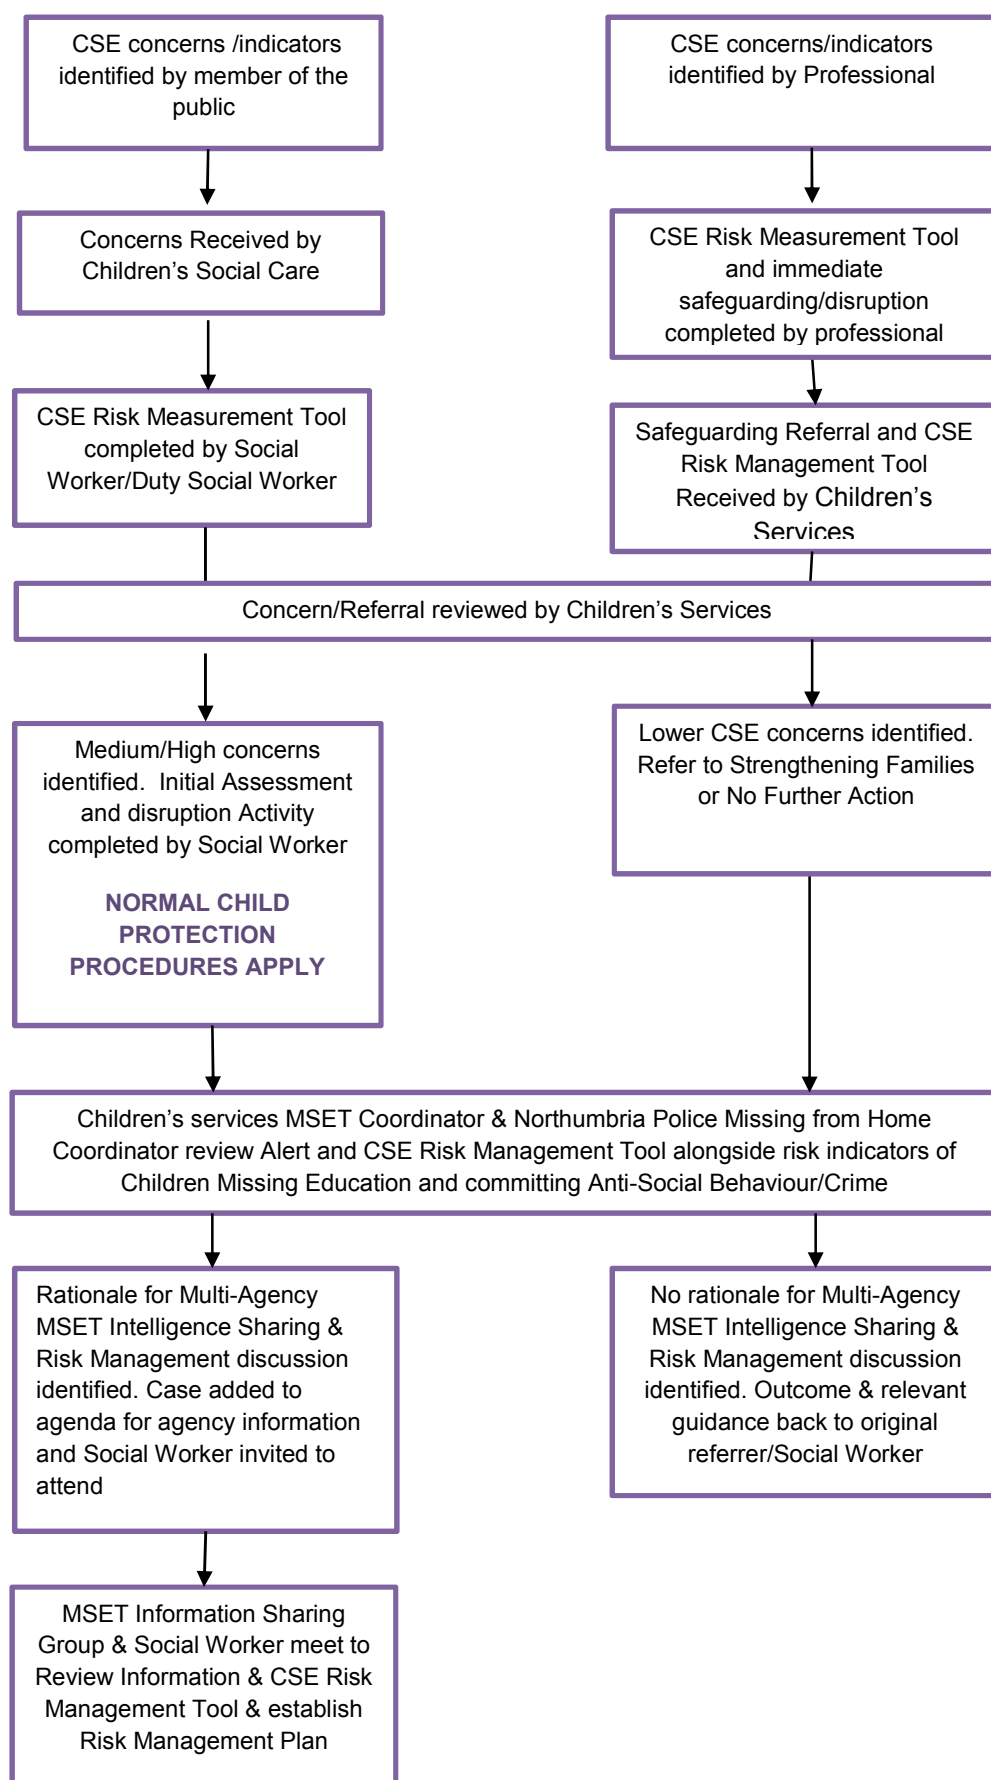 CSE concerns /indicators
identified by member of the
public
CSE concerns/indicators
identified by Professional
Concerns Received by
Children’s Social Care
CSE Risk Measurement Tool
and immediate
safeguarding/disruption
completed by professional
CSE Risk Measurement Tool
completed by Social
Worker/Duty Social Worker
Safeguarding Referral and CSE
Risk Management Tool
Received by Children’s
Services
Concern/Referral reviewed by Children’s Services
Medium/High concerns
identified.  Initial Assessment
and disruption Activity
completed by Social Worker
NORMAL CHILD
PROTECTION
PROCEDURES APPLY
Lower CSE concerns identified.
Refer to Strengthening Families
or No Further Action
Children’s services MSET Coordinator & Northumbria Police Missing from Home
Coordinator review Alert and CSE Risk Management Tool alongside risk indicators of
Children Missing Education and committing Anti-Social Behaviour/Crime
Rationale for Multi-Agency
MSET Intelligence Sharing &
Risk Management discussion
identified. Case added to
agenda for agency information
and Social Worker invited to
attend
No rationale for Multi-Agency
MSET Intelligence Sharing &
Risk Management discussion
identified. Outcome & relevant
guidance back to original
referrer/Social Worker
MSET Information Sharing
Group & Social Worker meet to
Review Information & CSE Risk
Management Tool & establish
Risk Management Plan